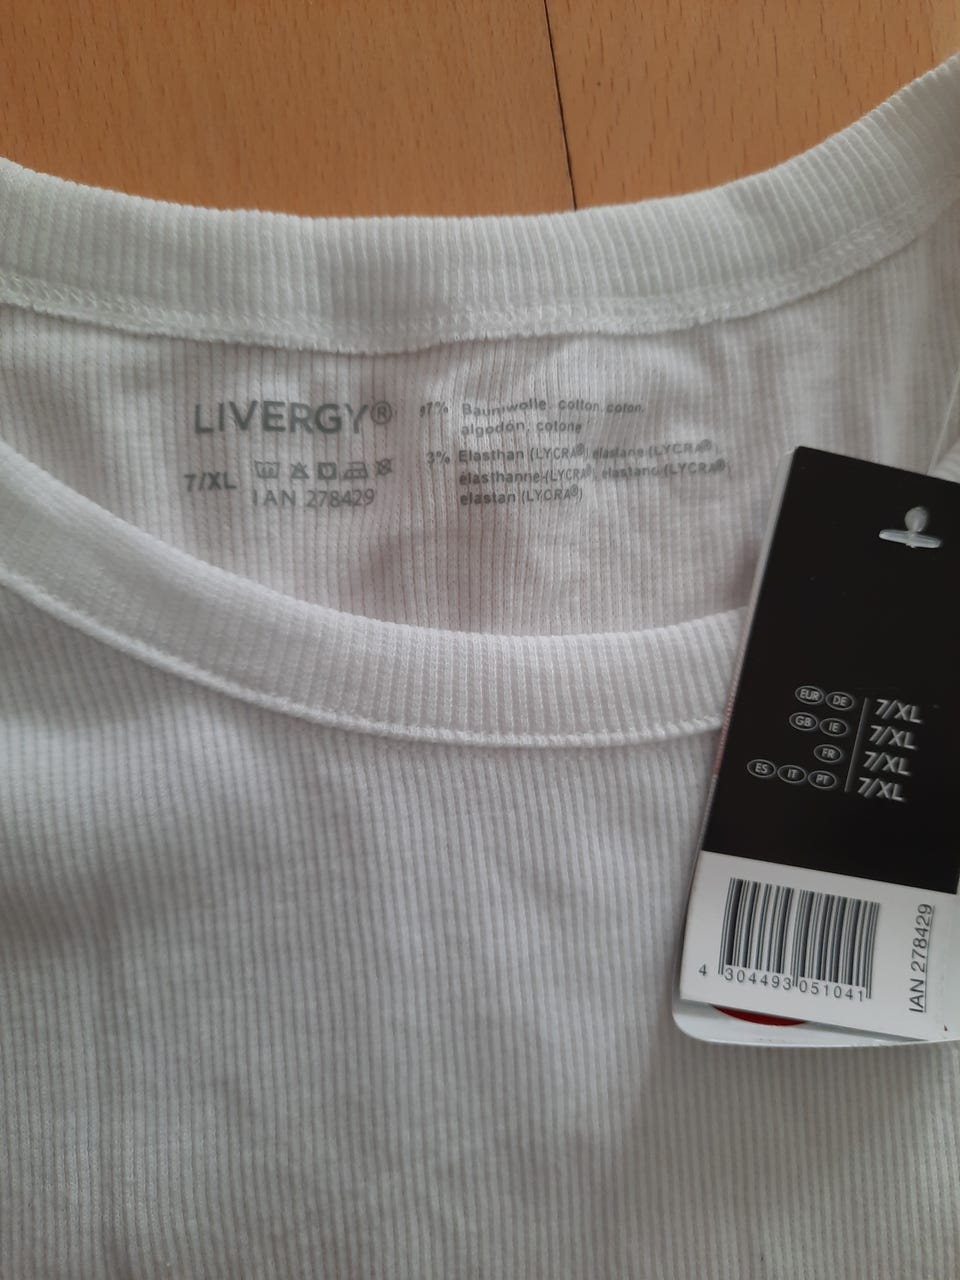 LIVERGY®
7/XL
IAN 278429
97% Baumwolle, cotton, coton,
algodón, cotone
3% Elasthan (LYCRA®), elastane (LYCRA®),
élasthanne (LYCRA®), elastano (LYCRA®),
elastan (LYCRA®)
EUR DE 7/XL
GB IE 7/XL
FR 7/XL
ES IT PT 7/XL
4 304493 051041
IAN 278429